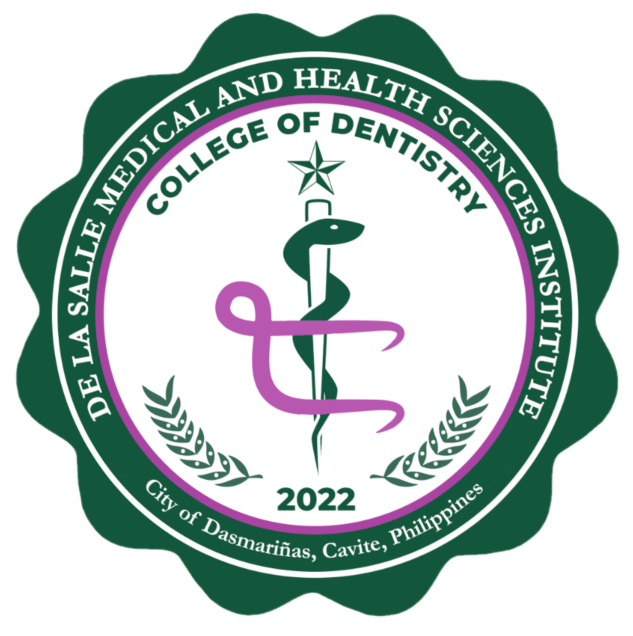 DE LA SALLE MEDICAL AND HEALTH SCIENCES INSTITUTE
COLLEGE OF DENTISTRY
2022
City of Dasmariñas, Cavite, Philippines